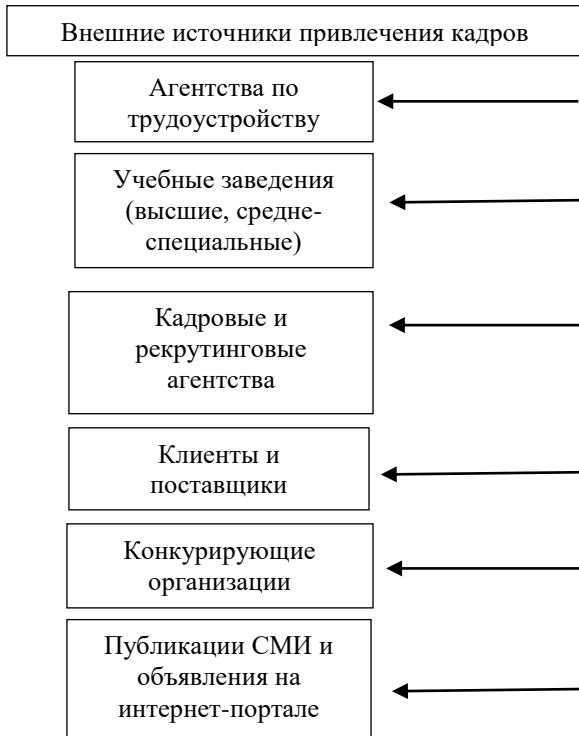 Внешние источники привлечения кадров
Агентства по
трудоустройству
Учебные заведения
(высшие, средне-
специальные)
Кадровые и
рекрутинговые
агентства
Клиенты и
поставщики
Конкурирующие
организации
Публикации СМИ и
объявления на
интернет-портале